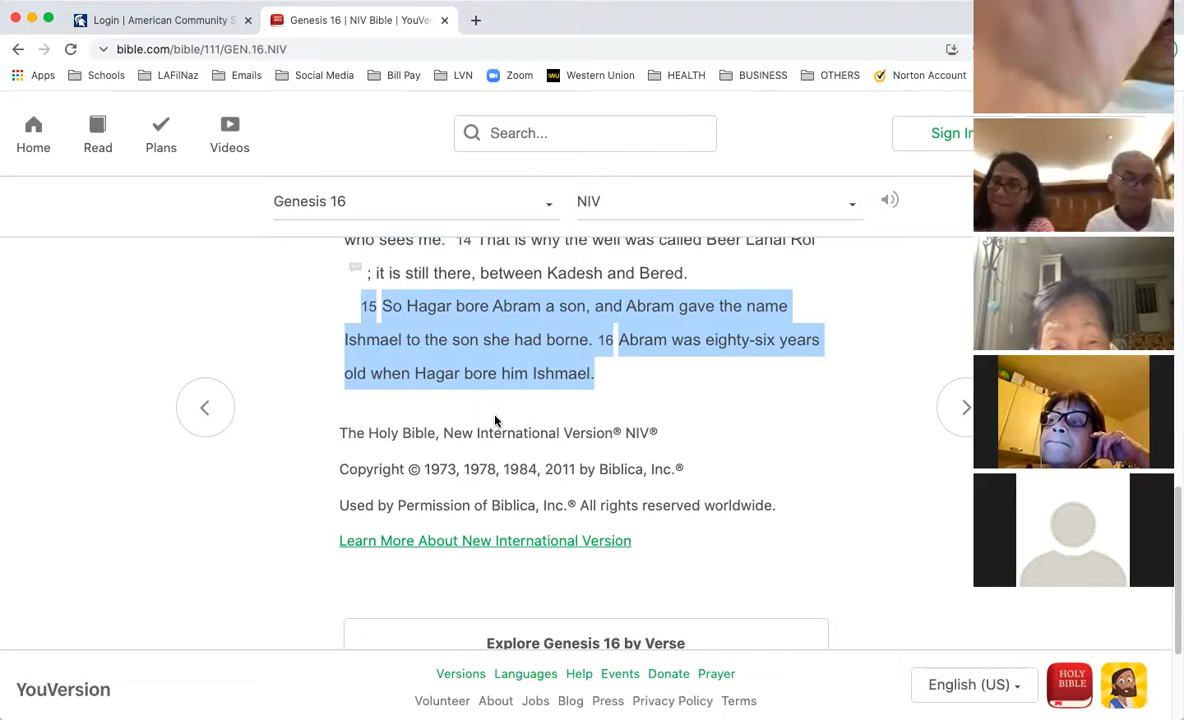 Login | American Community S
Genesis 16 | NIV Bible | YouVe
bible.com/bible/111/GEN.16.NIV
Apps Schools LAFilNaz Emails Social Media Bill Pay LVN Zoom WU Western Union HEALTH BUSINESS OTHERS Norton Account
Home Read Plans Videos
Search...
Sign In
Genesis 16
NIV
who sees me. 14 That is why the well was called Beer Lahai Roi
; it is still there, between Kadesh and Bered.
15 So Hagar bore Abram a son, and Abram gave the name
Ishmael to the son she had borne. 16 Abram was eighty-six years
old when Hagar bore him Ishmael.
The Holy Bible, New International Version® NIV®
Copyright © 1973, 1978, 1984, 2011 by Biblica, Inc.®
Used by Permission of Biblica, Inc.® All rights reserved worldwide.
Learn More About New International Version
Explore Genesis 16 by Verse
YouVersion
Versions Languages Help Events Donate Prayer
Volunteer About Jobs Blog Press Privacy Policy Terms
English (US)
HOLY
BIBLE